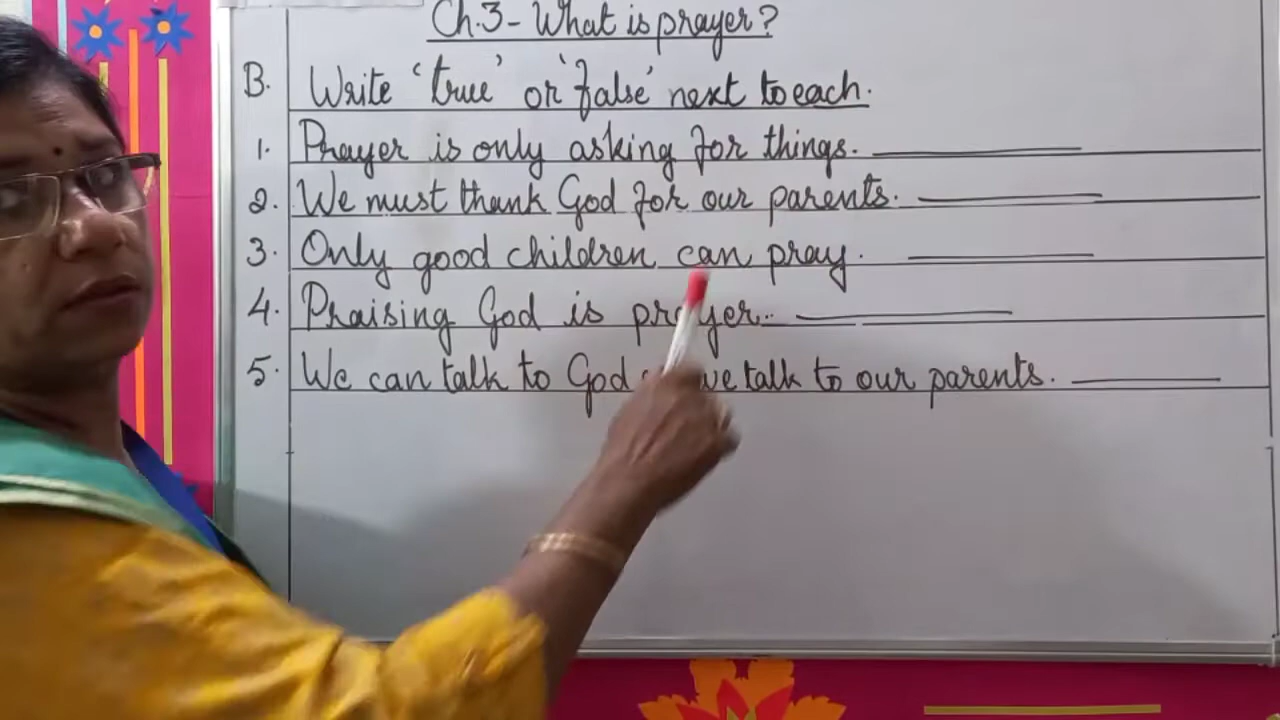 Ch.3- What is prayer?
B. Write 'true' or 'false' next to each.
1. Prayer is only asking for things.
2. We must thank God for our parents.
3. Only good children can pray.
4. Praising God is prayer.
5. We can talk to God we talk to our parents.